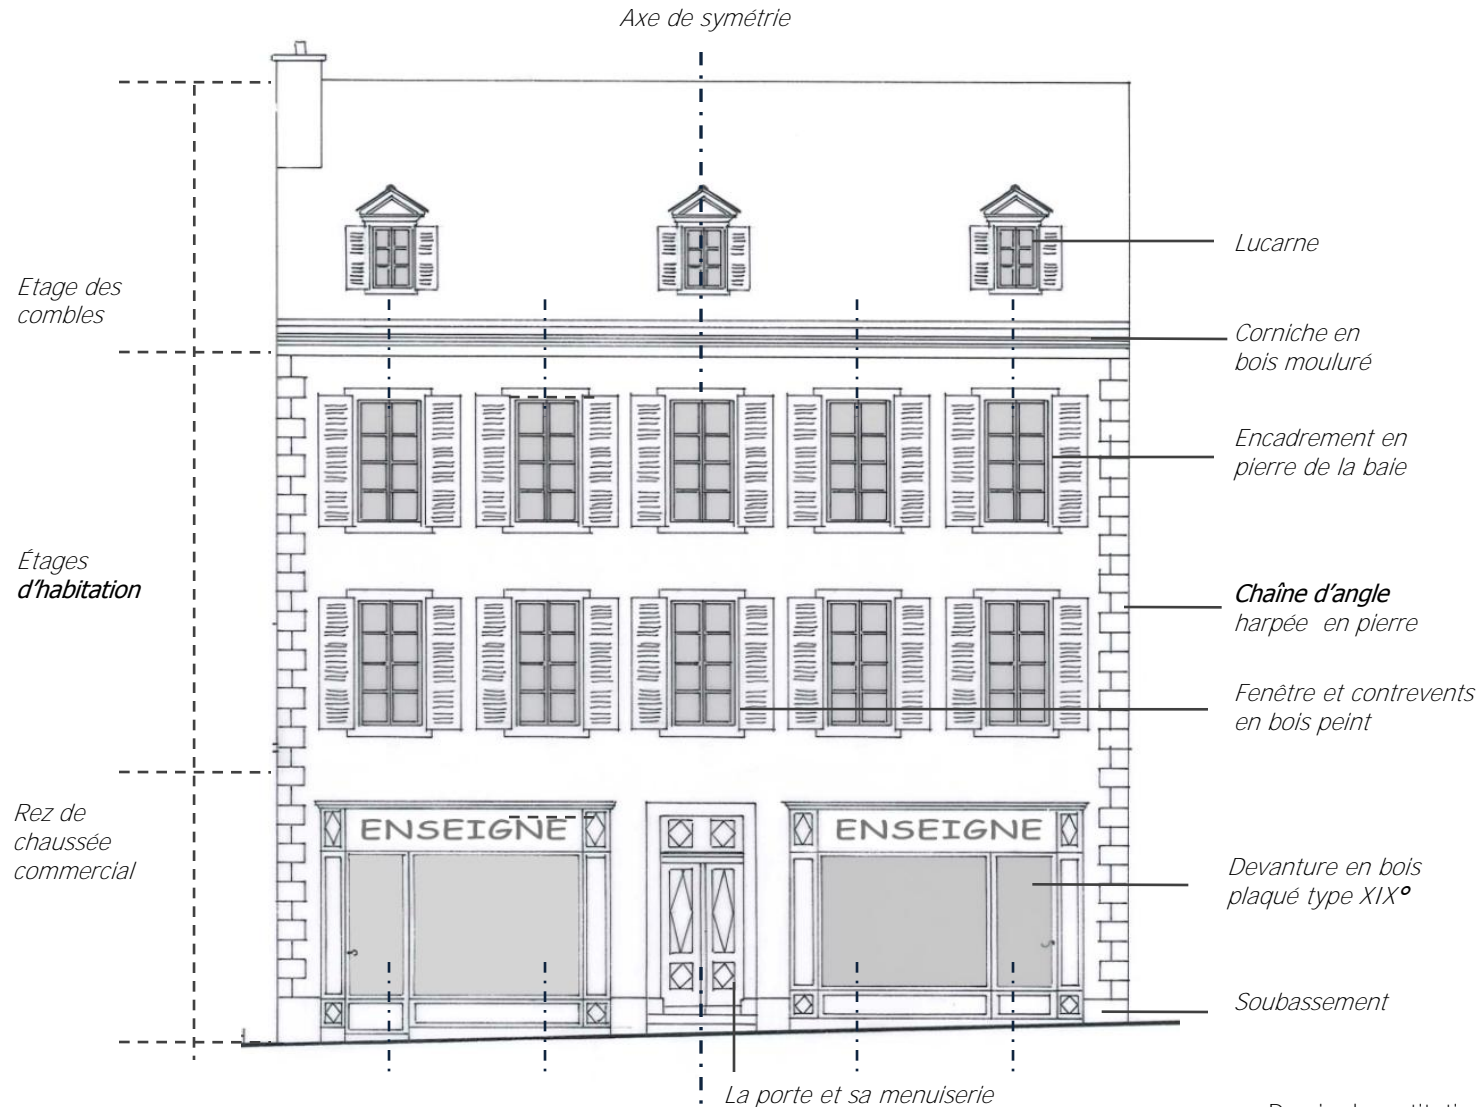 Axe de symétrie
Lucarne
Etage des
combles
Corniche en
bois mouluré
Encadrement en
pierre de la baie
Étages
d'habitation
Chaîne d'angle
harpée en pierre
Fenêtre et contrevents
en bois peint
Rez de
chaussée
commercial
ENSEIGNE
ENSEIGNE
Devanture en bois
plaqué type XIX°
Soubassement
La porte et sa menuiserie